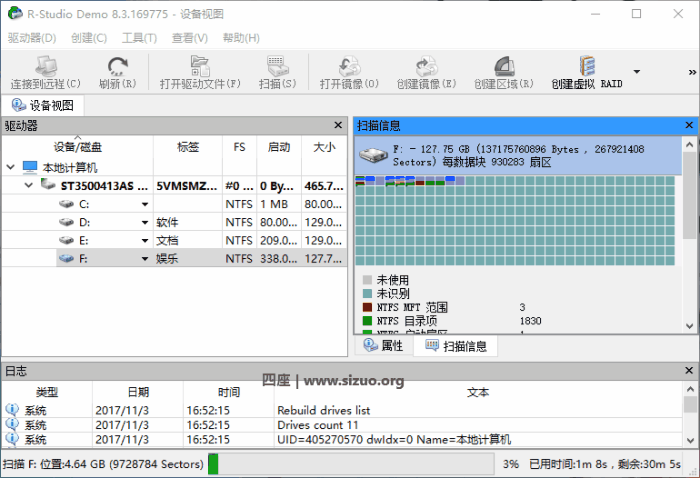 R-Studio Demo 8.3.169775 - 设备视图
驱动器(D) 创建(C) 工具(T) 查看(V) 帮助(H)
连接到远程(C) 刷新(R) 打开驱动文件(F) 扫描(S) 打开镜像(O) 创建镜像(E) 创建区域(R) 创建虚拟 RAID »
设备视图
驱动器
设备/磁盘 标签 FS 启动 大小
本地计算机
ST3500413AS ... 5VMSMZ... #0 ... 0 By... 465.7...
C: NTFS 1 MB 80.00...
D: 软件 NTFS 80.00... 129.0...
E: 文档 NTFS 209.0... 129.0...
F: 娱乐 NTFS 338.0... 127.7...
扫描信息
F: - 127.75 GB (137175760896 Bytes , 267921408
Sectors) 每数据块 930283 扇区
未使用
未识别
NTFS MFT 范围 3
NTFS 目录项 1830
NTFS 启动扇区
属性 扫描信息
日志
四座 | www.sizuo.org
类型 日期 时间 文本
系统 2017/11/3 16:52:15 Rebuild drives list
系统 2017/11/3 16:52:15 Drives count 11
系统 2017/11/3 16:52:15 UID=405270570 dwIdx=0 Name=本地计算机
扫描 F: 位置:4.64 GB (9728784 Sectors) 3% 已用时间:1m 8s , 剩余:30m 5s